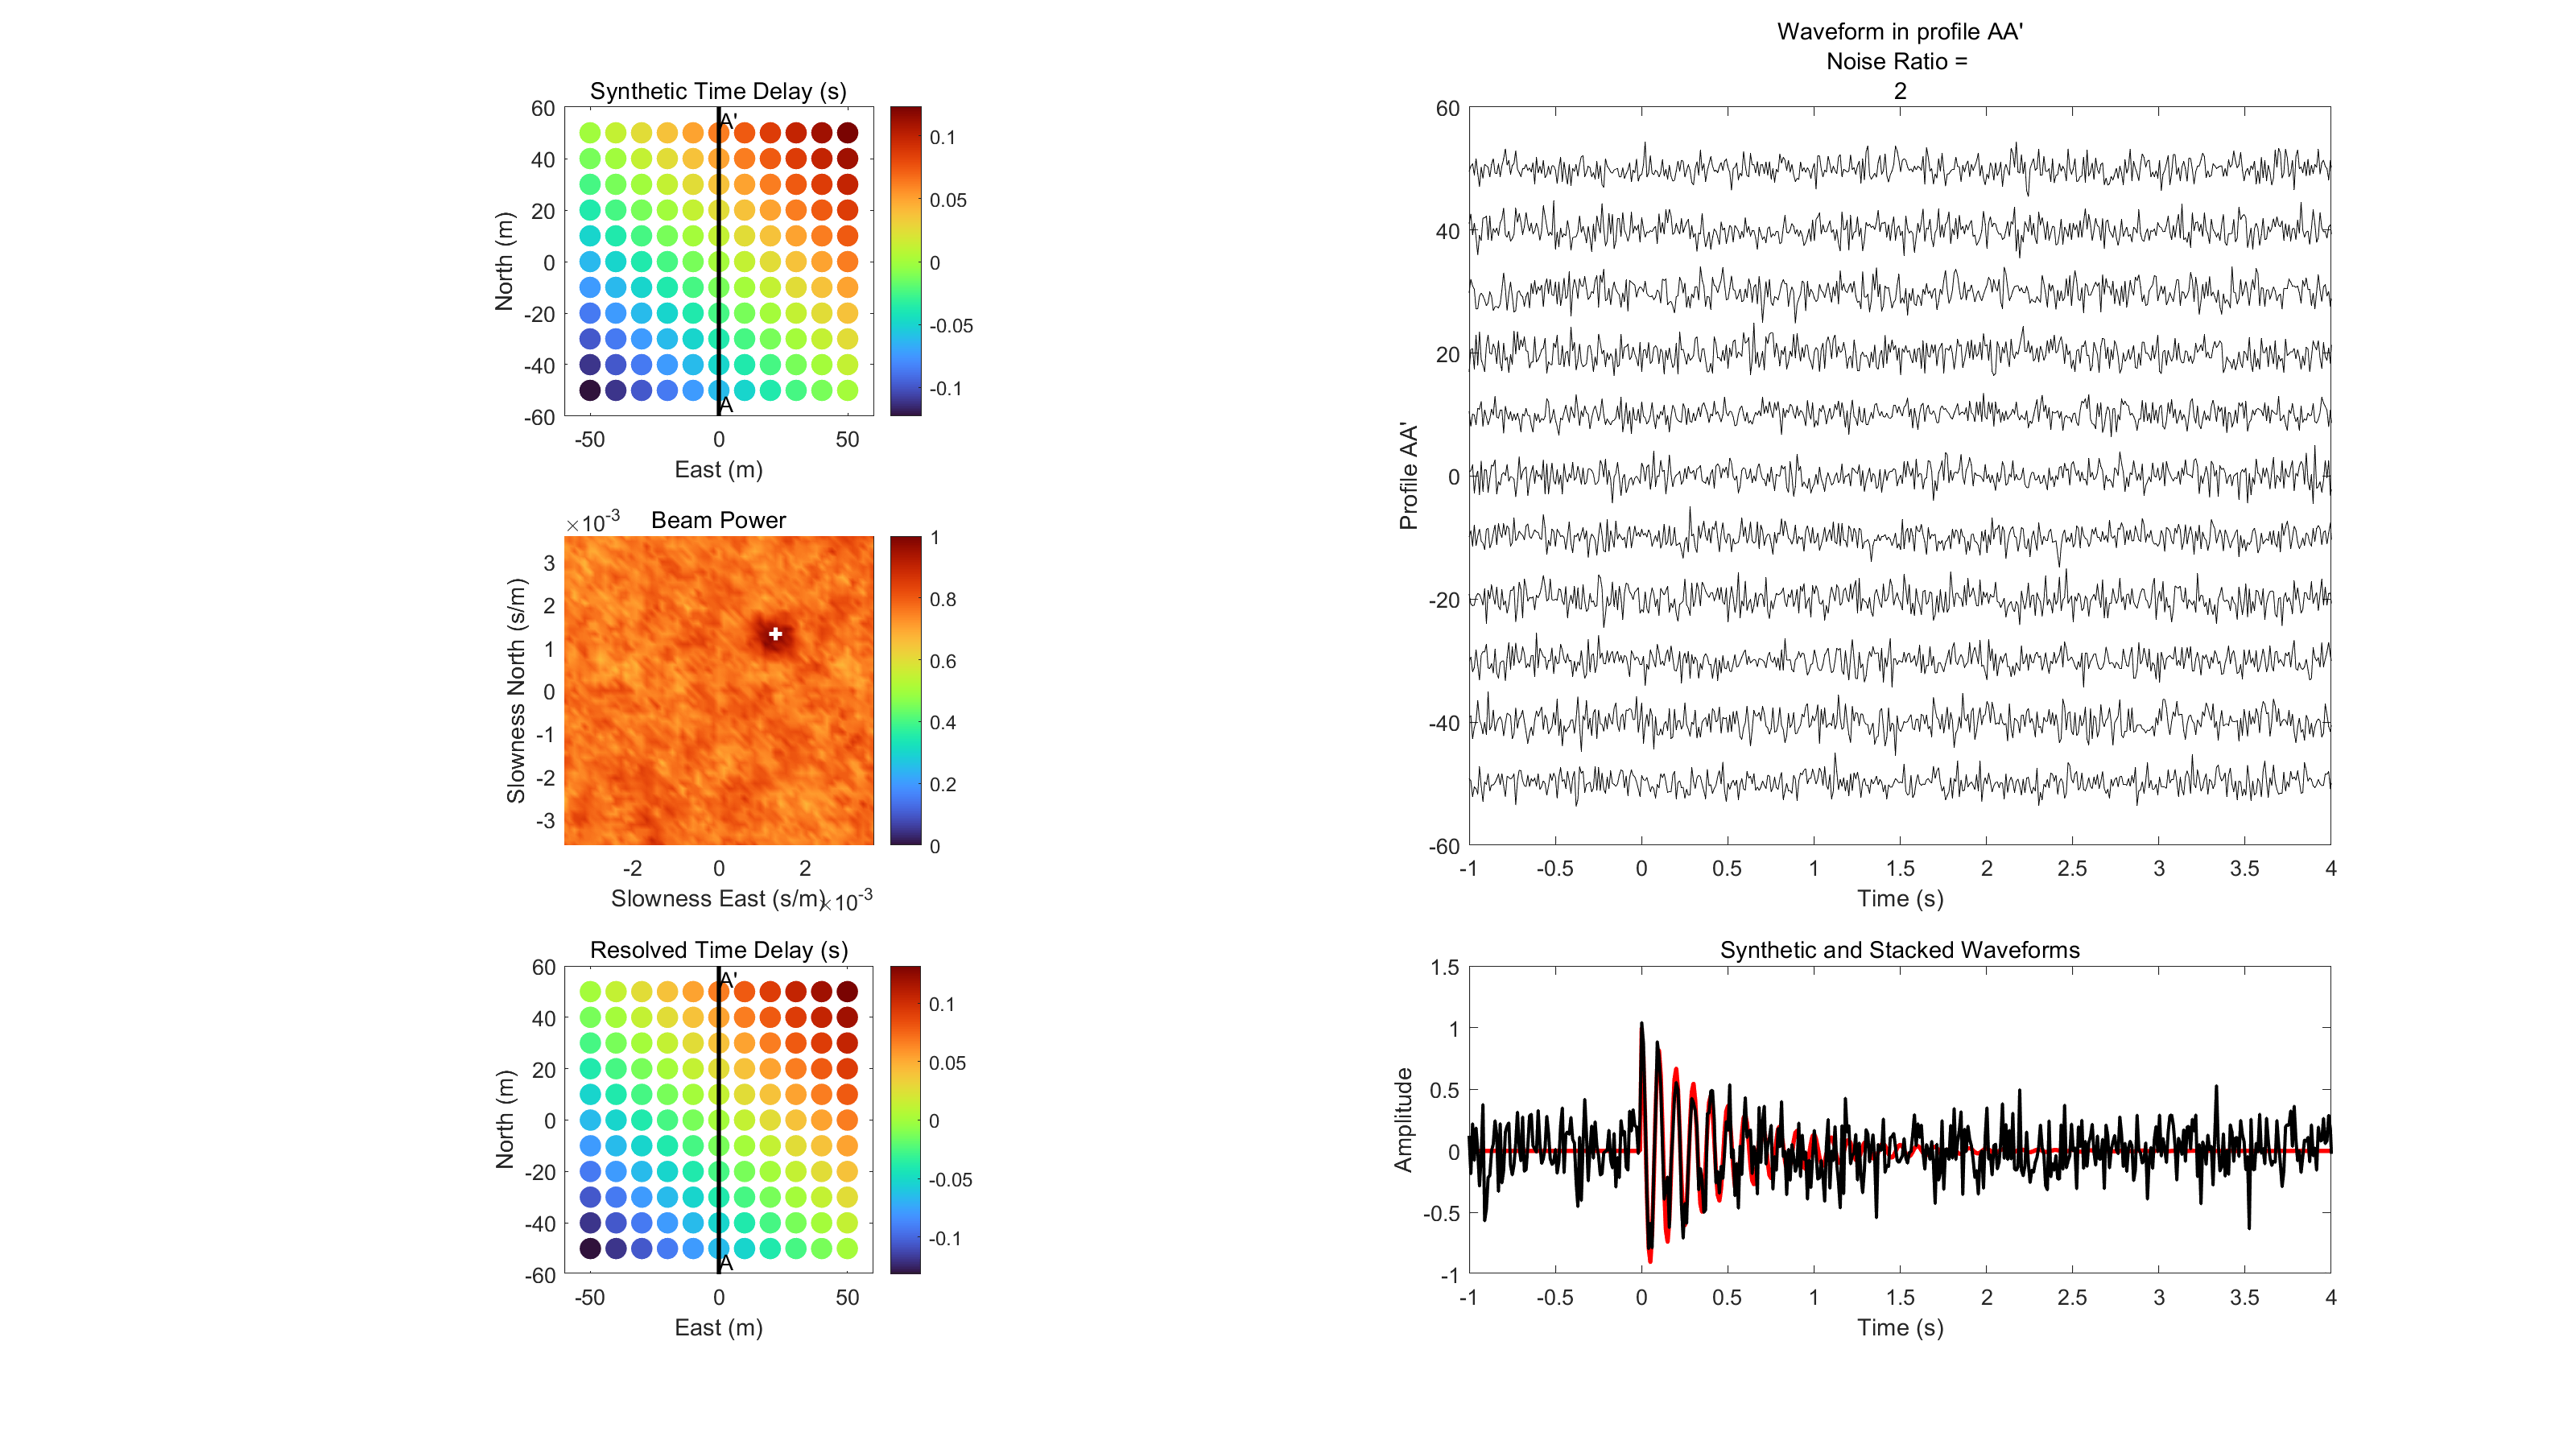 Synthetic Time Delay (s)
60
40
20
0
-20
-40
-60
North (m)
A'
A
-50 0 50
East (m)
0.1
0.05
0
-0.05
-0.1
×10-3
Beam Power
3
2
1
0
-1
-2
-3
Slowness North (s/m)
-2 0 2
Slowness East (s/m)
×10-3
1
0.8
0.6
0.4
0.2
0
Resolved Time Delay (s)
60
40
20
0
-20
-40
-60
North (m)
A'
A
-50 0 50
East (m)
0.1
0.05
0
-0.05
-0.1
Waveform in profile AA'
Noise Ratio =
2
60
40
20
0
-20
-40
-60
Profile AA'
-1 -0.5 0 0.5 1 1.5 2 2.5 3 3.5 4
Time (s)
Synthetic and Stacked Waveforms
1.5
1
0.5
0
-0.5
-1
Amplitude
-1 -0.5 0 0.5 1 1.5 2 2.5 3 3.5 4
Time (s)